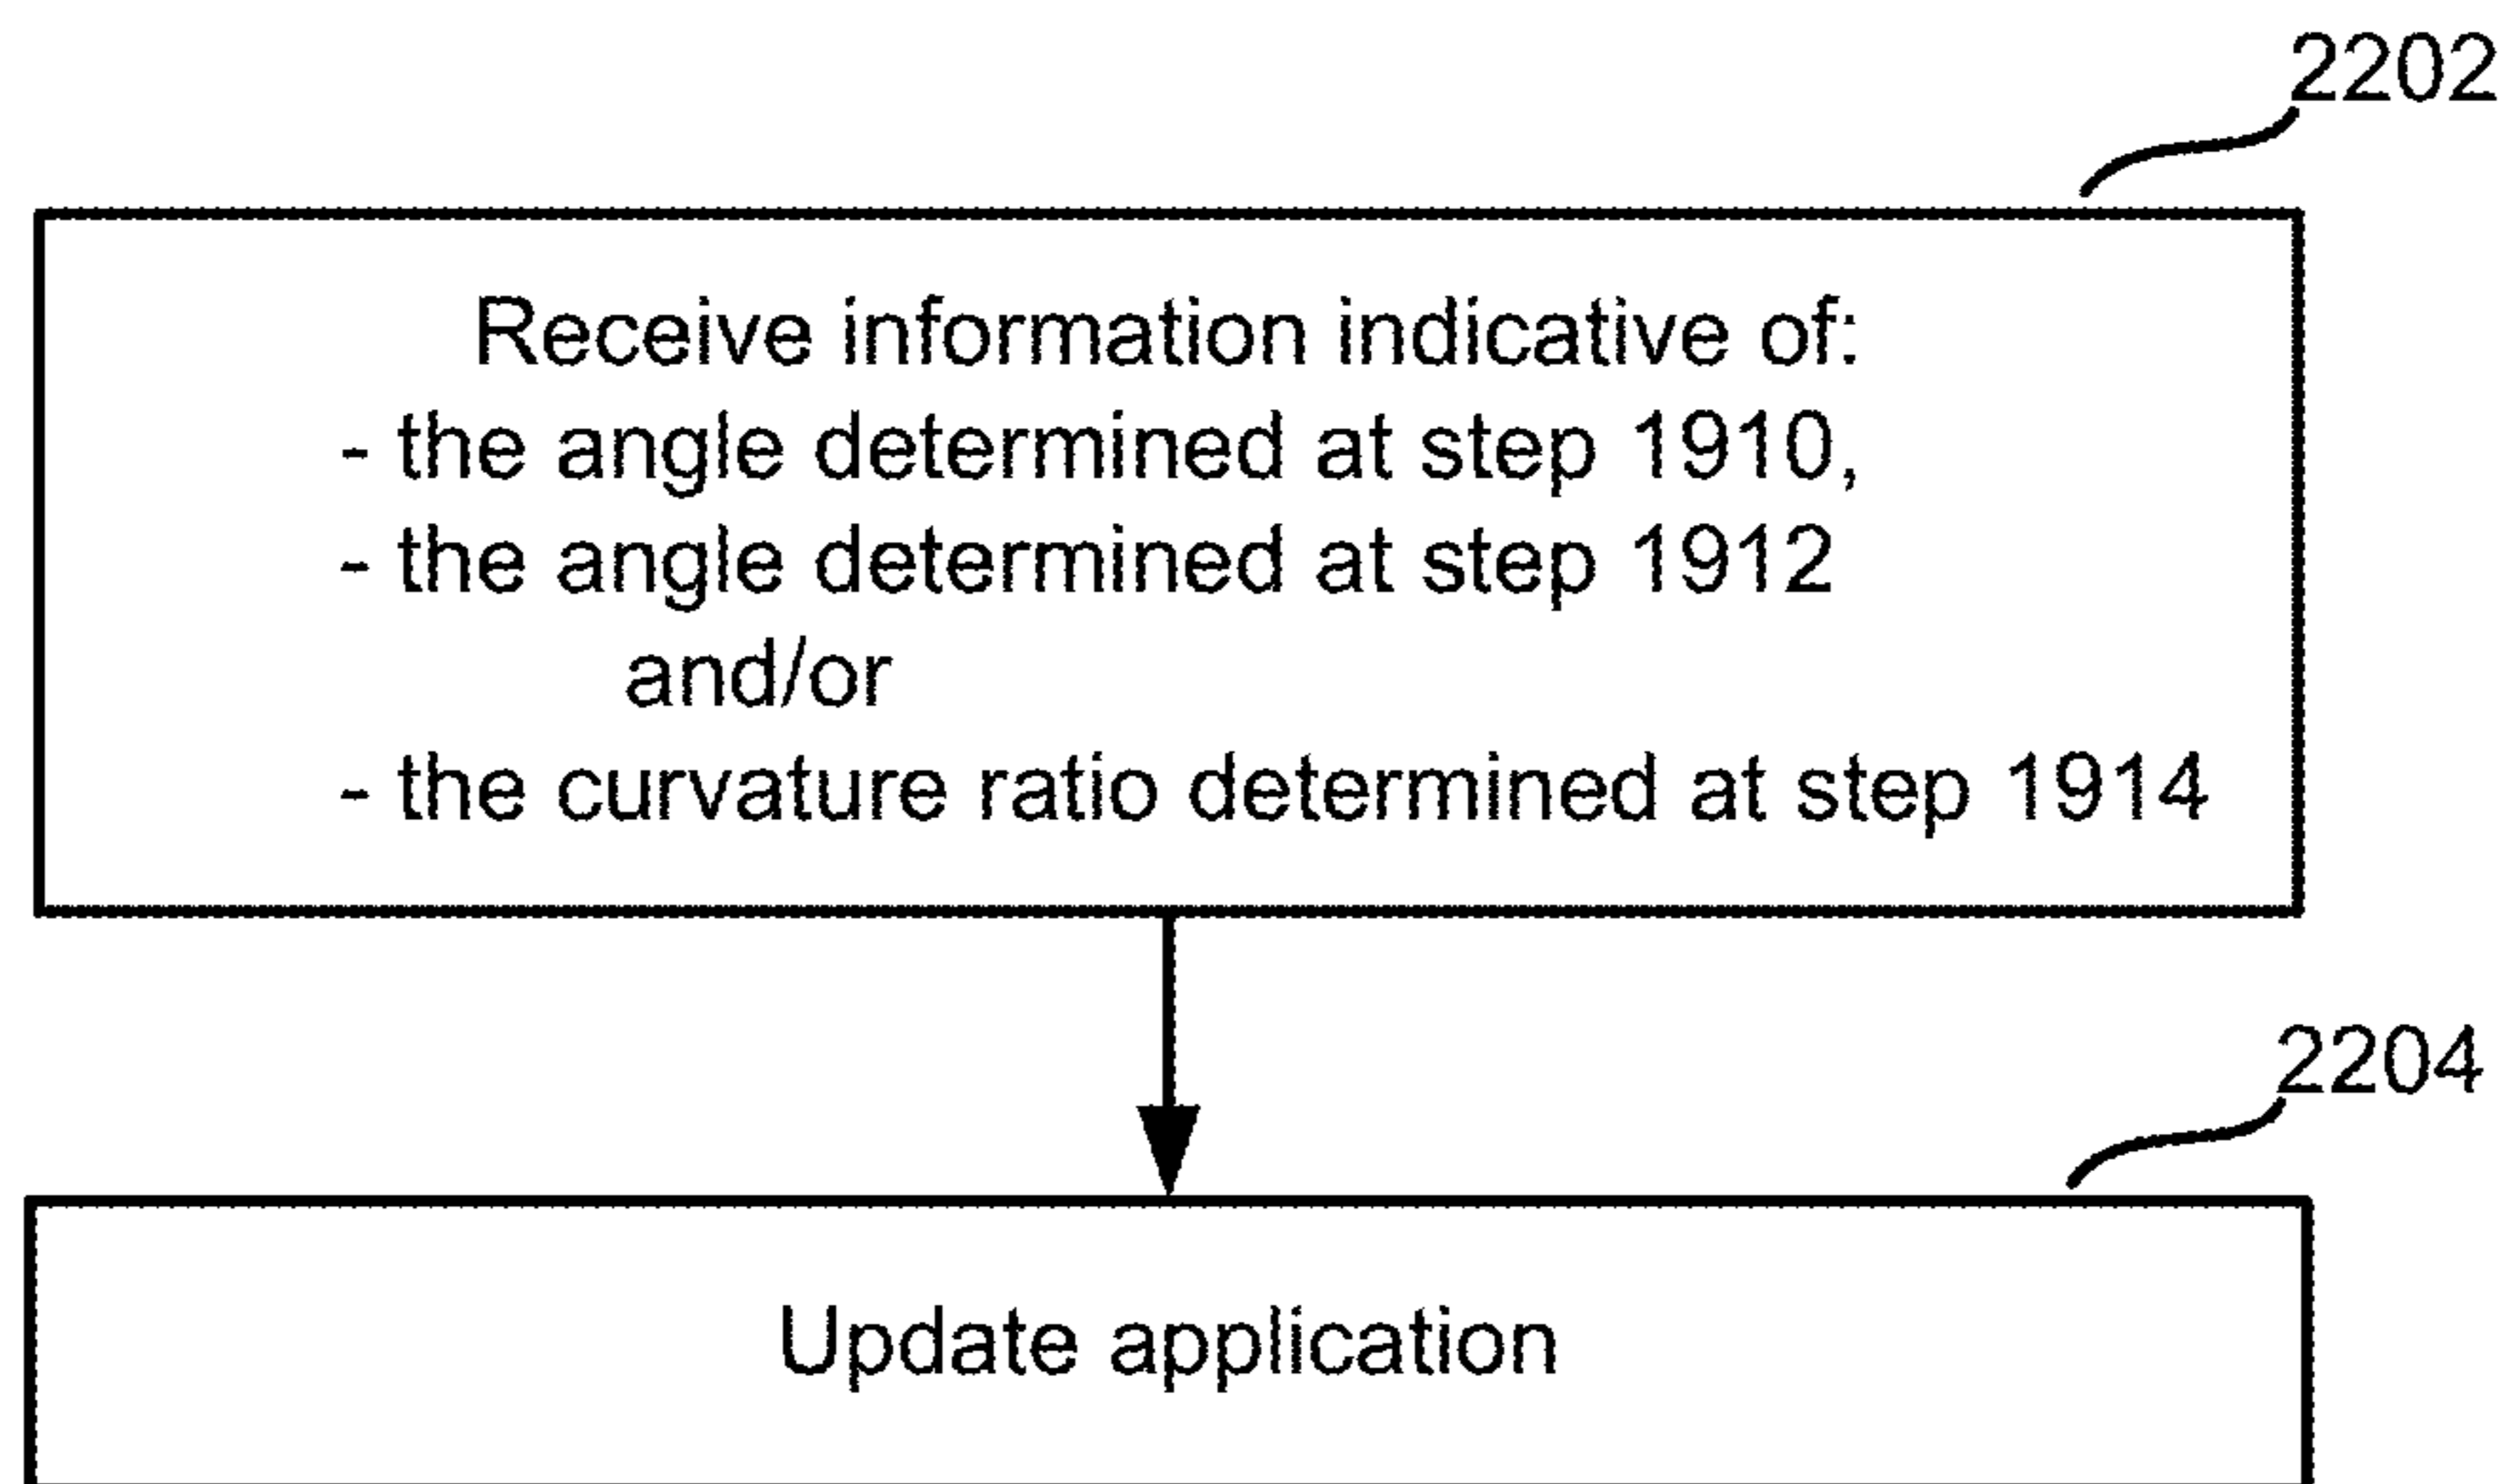 2202
Receive information indicative of:
- the angle determined at step 1910,
- the angle determined at step 1912
and/or
- the curvature ratio determined at step 1914
2204
Update application